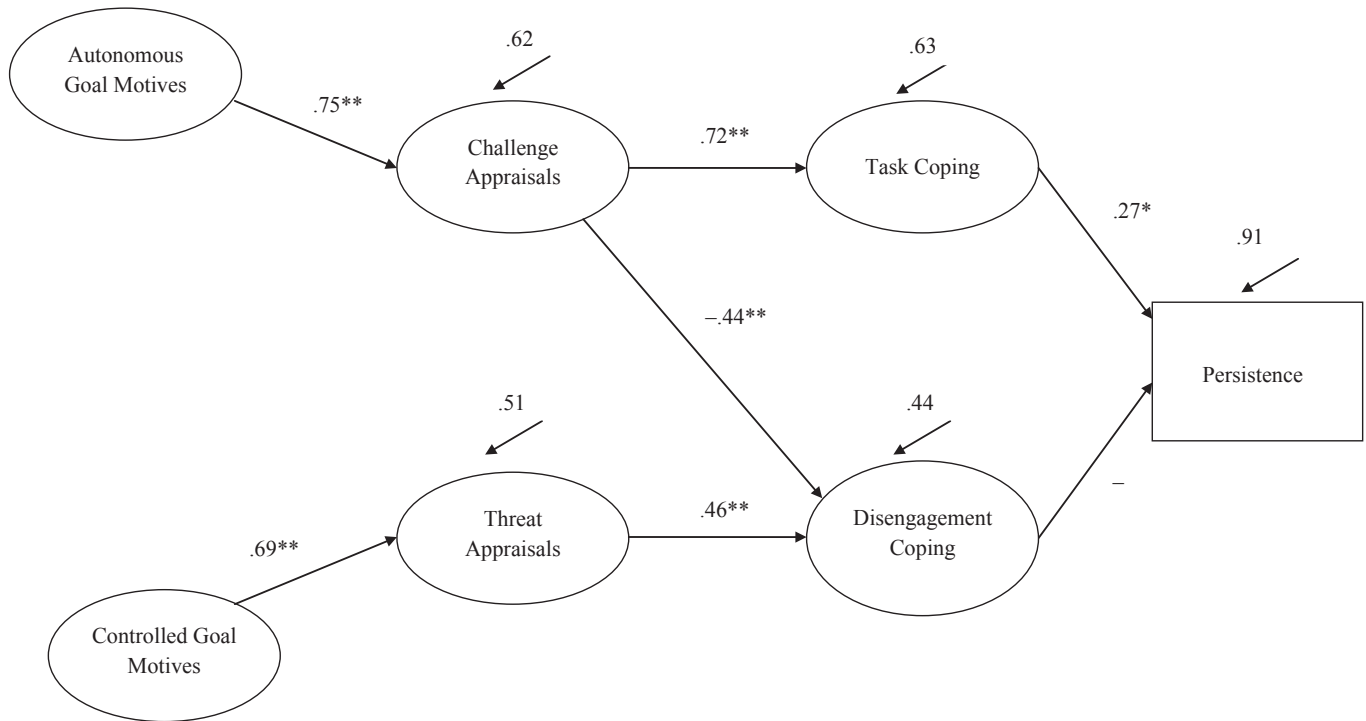 Autonomous
Goal Motives
.75**
.62
Challenge
Appraisals
.72**
.63
Task Coping
.27*
.91
Persistence
–.44**
.51
Threat
Appraisals
.46**
.44
Disengagement
Coping
–
.69**
Controlled Goal
Motives